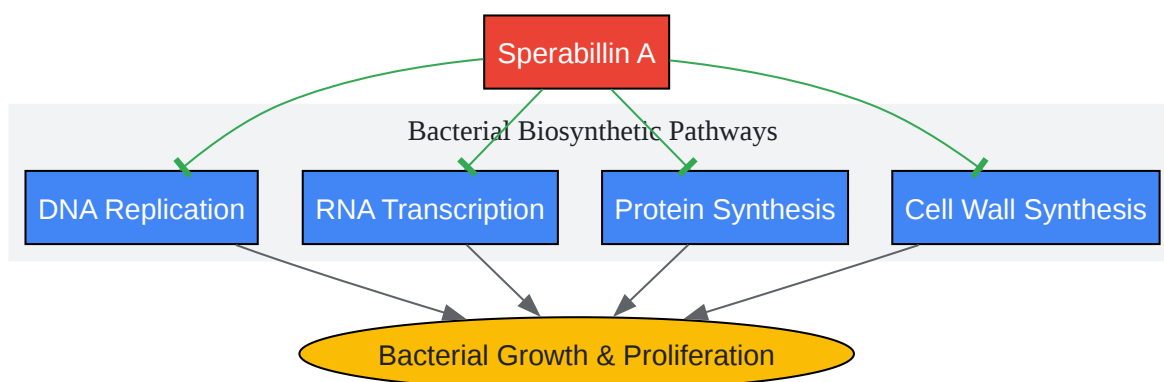 Sperabillin A
Bacterial Biosynthetic Pathways
DNA Replication
RNA Transcription
Protein Synthesis
Cell Wall Synthesis
Bacterial Growth & Proliferation